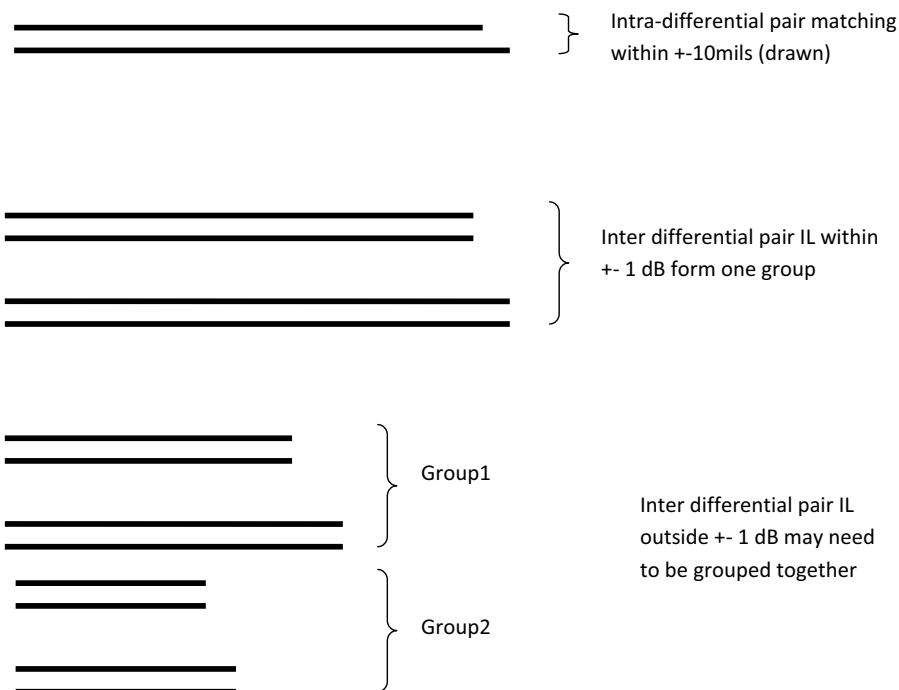 Intra-differential pair matching
within +-10mils (drawn)
Inter differential pair IL within
+- 1 dB form one group
Group1
Inter differential pair IL
outside +- 1 dB may need
to be grouped together
Group2